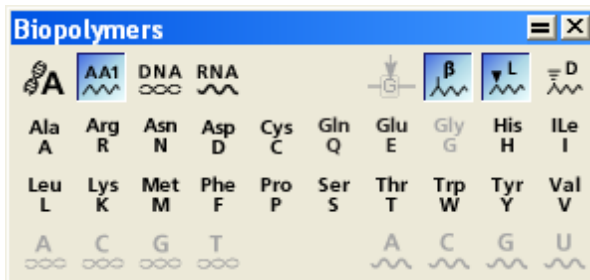 Biopolymers
A AA1 DNA RNA G β L D
Ala Arg Asn Asp Cys Gln Glu Gly His ILe
A R N D C Q E G H I
Leu Lys Met Phe Pro Ser Thr Trp Tyr Val
L K M F P S T W Y V
A C G T A C G U